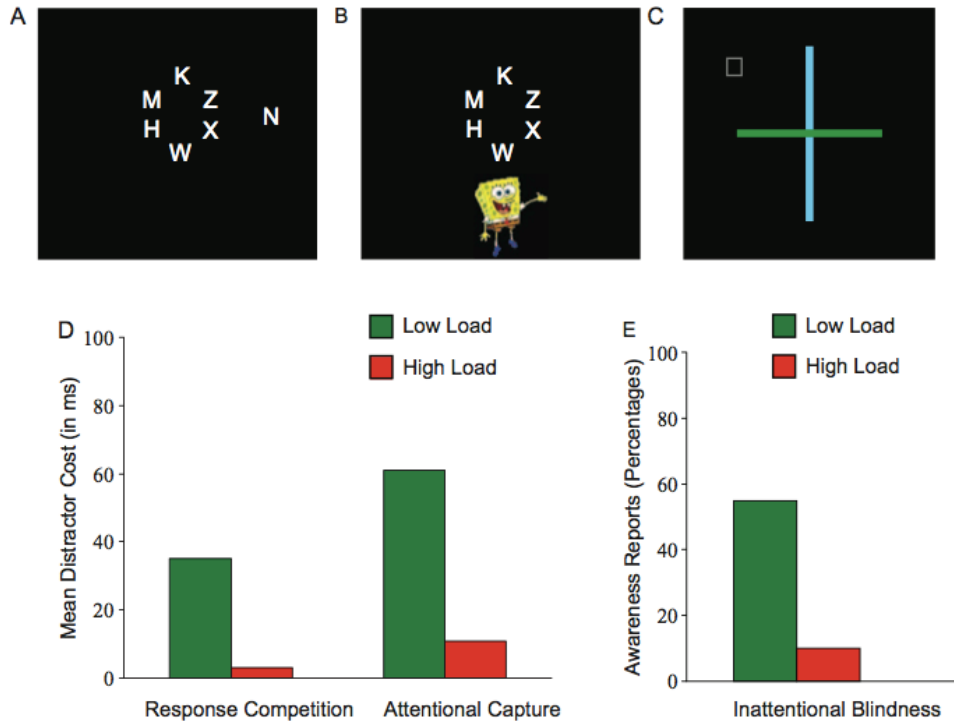 A
K
M Z
N
H X
W
B
K
M Z
H X
W
C
D
Low Load
High Load
Mean Distractor Cost (in ms)
100
80
60
40
20
0
Response Competition
Attentional Capture
E
Low Load
High Load
Awareness Reports (Percentages)
100
80
60
40
20
0
Inattentional Blindness